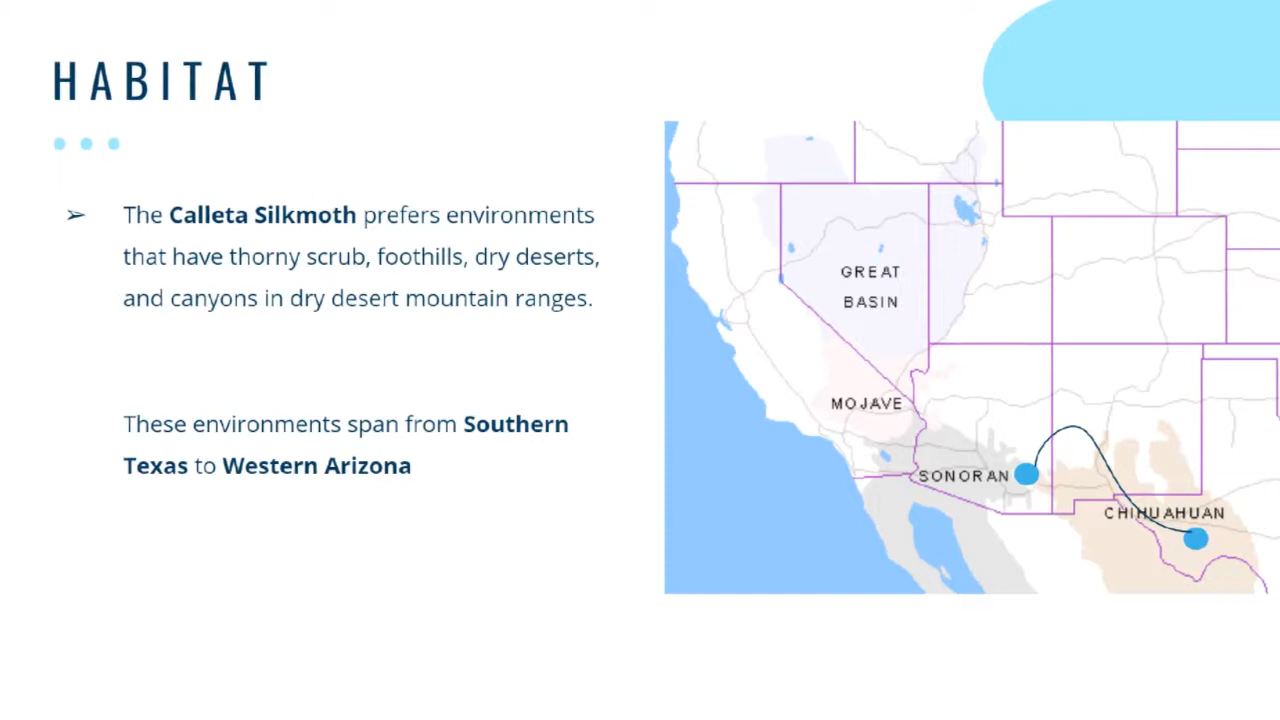 HABITAT
➢ The Calleta Silkmoth prefers environments
that have thorny scrub, foothills, dry deserts,
and canyons in dry desert mountain ranges.
These environments span from Southern
Texas to Western Arizona
GREAT
BASIN
MOJAVE
SONORAN
CHIHUAHUAN